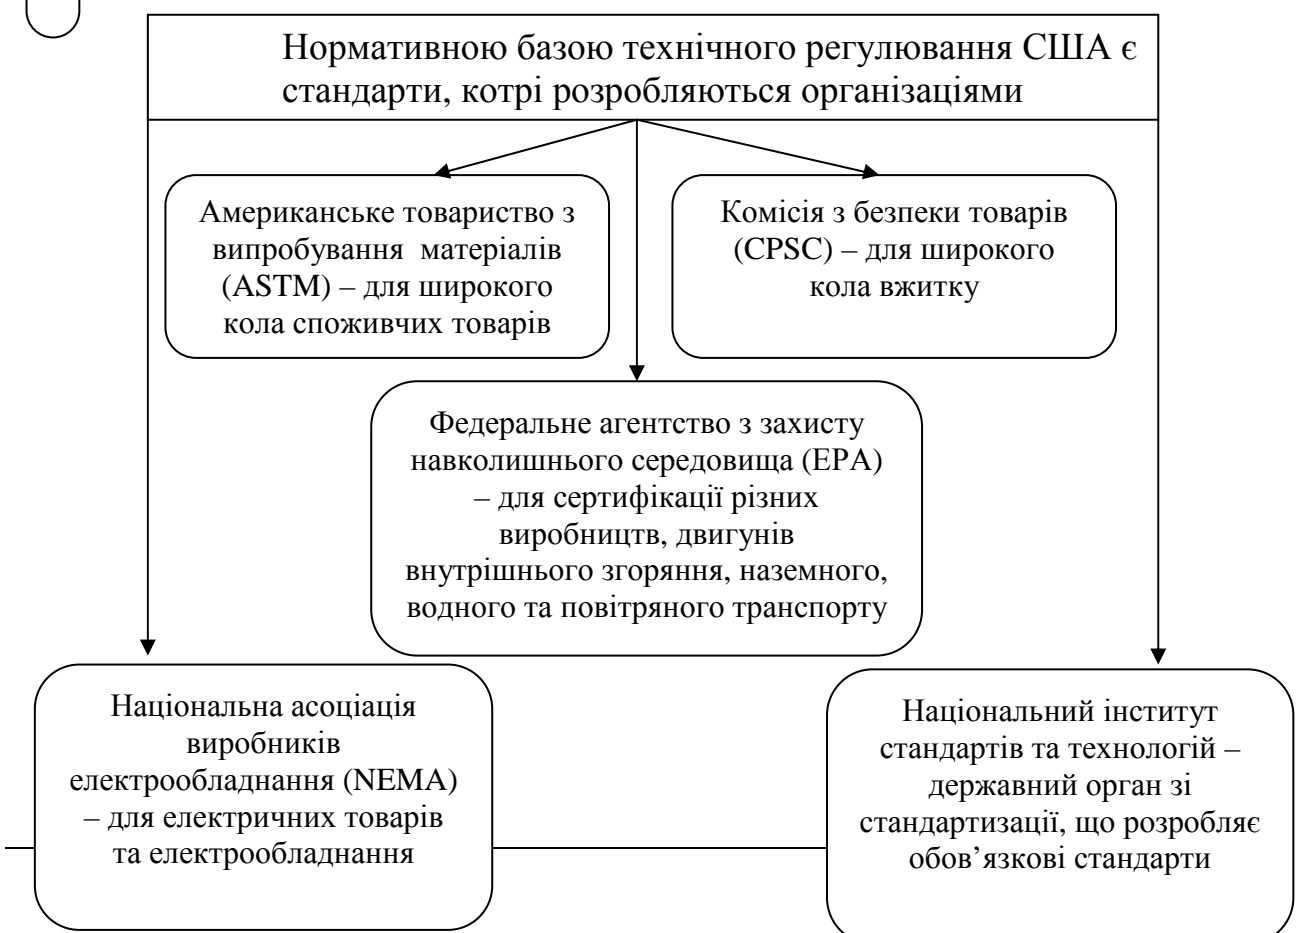 Нормативною базою технічного регулювання США є
стандарти, котрі розробляються організаціями
Американське товариство з
випробування матеріалів
(ASTM) – для широкого
кола споживчих товарів
Комісія з безпеки товарів
(CPSC) – для широкого
кола вжитку
Федеральне агентство з захисту
навколишнього середовища (EPA)
– для сертифікації різних
виробництв, двигунів
внутрішнього згоряння, наземного,
водного та повітряного транспорту
Національна асоціація
виробників
електрообладнання (NEMA)
– для електричних товарів
та електрообладнання
Національний інститут
стандартів та технологій –
державний орган зі
стандартизації, що розробляє
обов’язкові стандарти